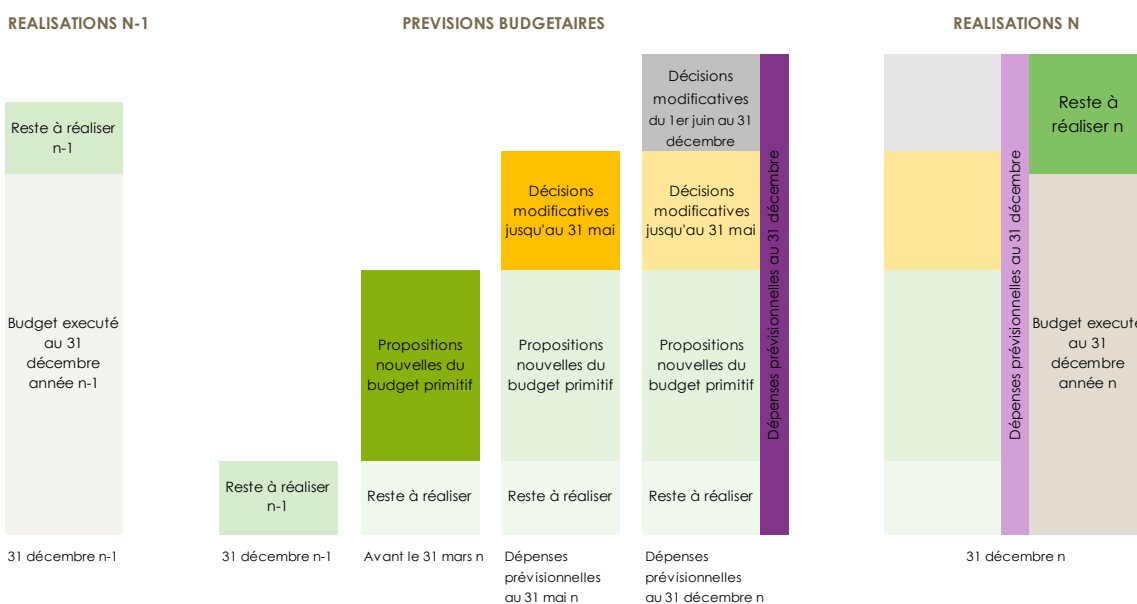 REALISATIONS N-1
PREVISIONS BUDGETAIRES
REALISATIONS N
Reste à réaliser
n-1
Budget executé
au 31
décembre
année n-1
31 décembre n-1
Reste à réaliser
n-1
31 décembre n-1
Propositions
nouvelles du
budget primitif
Reste à réaliser
Avant le 31 mars n
Décisions
modificatives
jusqu'au 31 mai
Propositions
nouvelles du
budget primitif
Reste à réaliser
Dépenses
prévisionnelles
au 31 mai n
Décisions
modificatives
du 1er juin au 31
décembre
Décisions
modificatives
jusqu'au 31 mai
Propositions
nouvelles du
budget primitif
Reste à réaliser
Dépenses
prévisionnelles
au 31 décembre n
Dépenses prévisionnelles au 31 décembre
Dépenses prévisionnelles au 31 décembre
Reste à
réaliser n
Budget executé
au 31
décembre
année n
31 décembre n